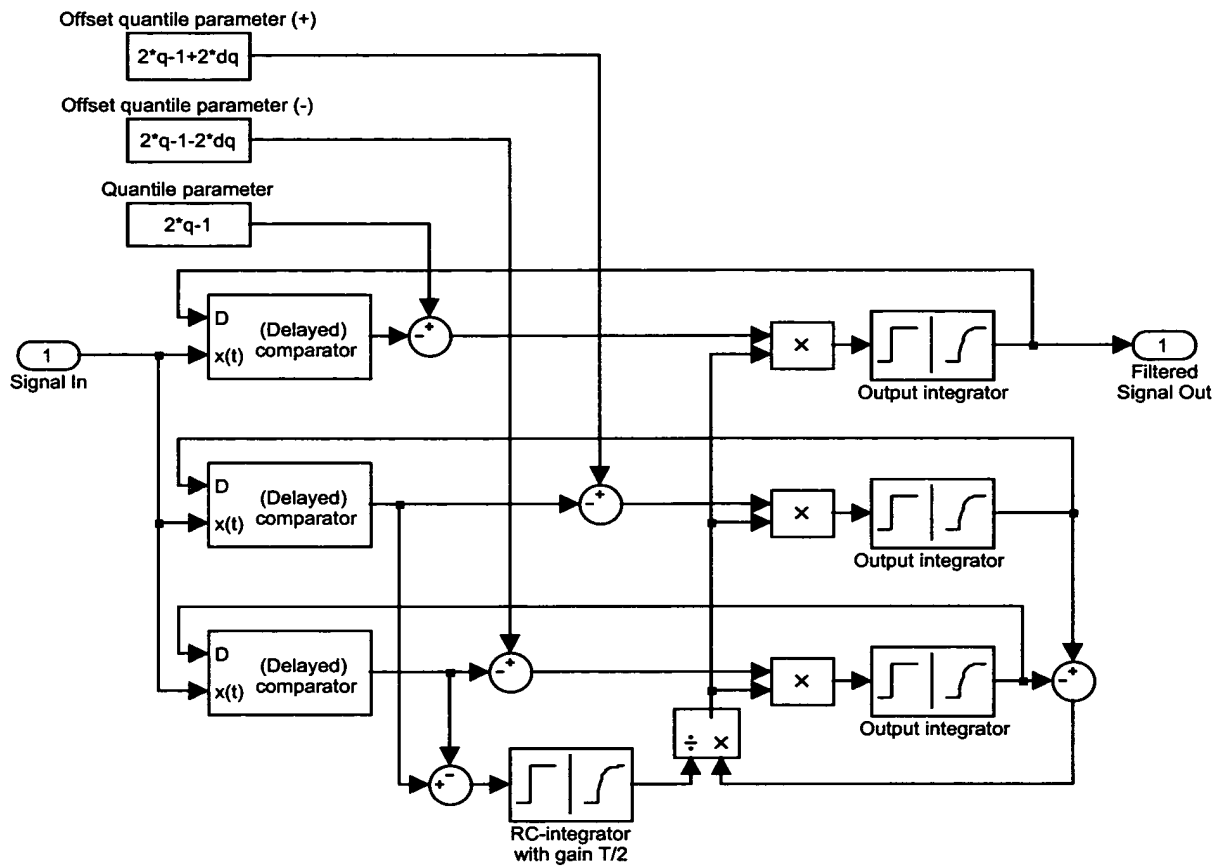 Offset quantile parameter (+)
2*q-1+2*dq
Offset quantile parameter (-)
2*q-1-2*dq
Quantile parameter
2*q-1
D
x(t)
(Delayed)
comparator
- +
×
1
Signal In
Output integrator
1
Filtered
Signal Out
D
x(t)
(Delayed)
comparator
- +
×
Output integrator
D
x(t)
(Delayed)
comparator
- +
×
Output integrator
- +
÷ ×
+ -
RC-integrator
with gain T/2